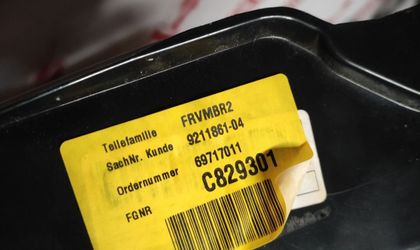 Teilefamilie FRVMBR2
SachNr. Kunde 9211861-04
Ordernummer 69717011
FGNR C829301